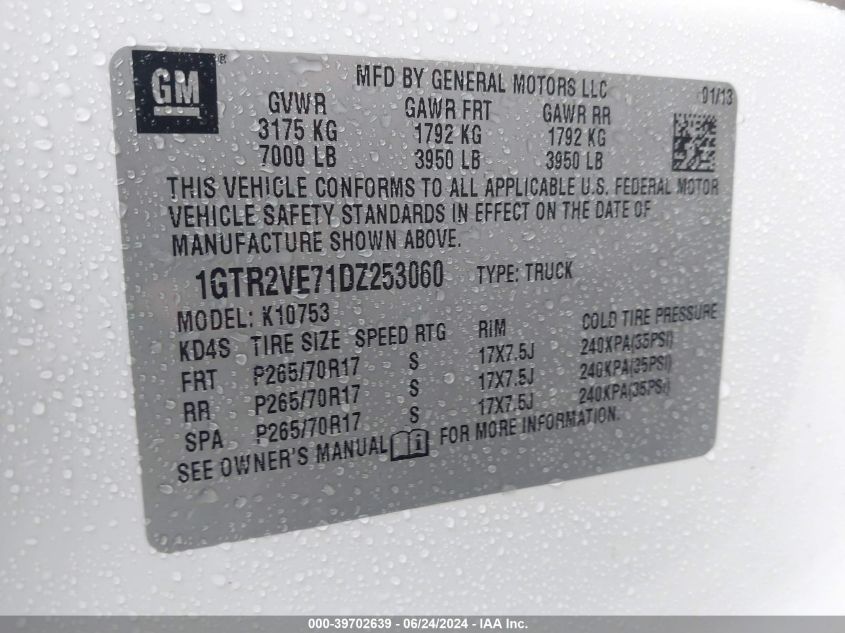 GM ®
MFD BY GENERAL MOTORS LLC 01/13
GVWR GAWR FRT GAWR RR
3175 KG 1792 KG 1792 KG
7000 LB 3950 LB 3950 LB
THIS VEHICLE CONFORMS TO ALL APPLICABLE U.S. FEDERAL MOTOR
VEHICLE SAFETY STANDARDS IN EFFECT ON THE DATE OF
MANUFACTURE SHOWN ABOVE.
1GTR2VE71DZ253060 TYPE: TRUCK
MODEL: K10753
KD4S TIRE SIZE SPEED RTG RIM COLD TIRE PRESSURE
FRT P265/70R17 S 17X7.5J 240KPA(35PSI)
RR P265/70R17 S 17X7.5J 240KPA(35PSI)
SPA P265/70R17 S 17X7.5J 240KPA(35PSI)
SEE OWNER'S MANUAL i FOR MORE INFORMATION.
000-39702639 - 06/24/2024 - IAA Inc.